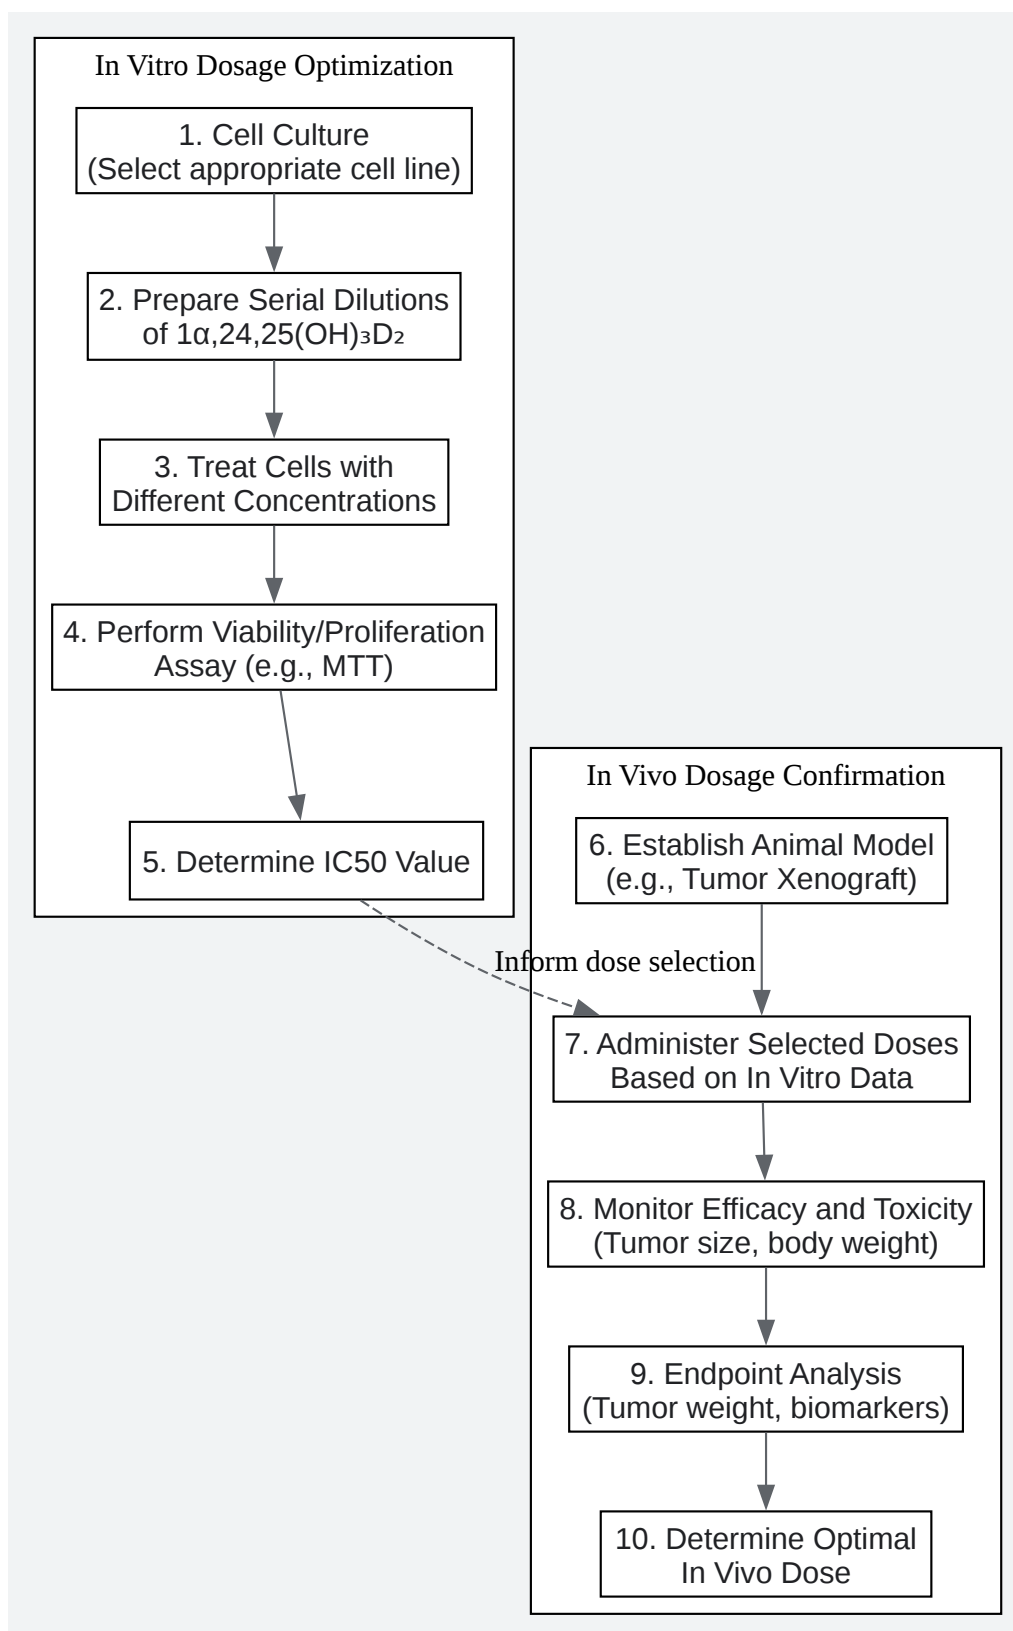 In Vitro Dosage Optimization
1. Cell Culture
(Select appropriate cell line)
2. Prepare Serial Dilutions
of 1α,24,25(OH)₃D₂
3. Treat Cells with
Different Concentrations
4. Perform Viability/Proliferation
Assay (e.g., MTT)
5. Determine IC50 Value
In Vivo Dosage Confirmation
6. Establish Animal Model
(e.g., Tumor Xenograft)
Inform dose selection
7. Administer Selected Doses
Based on In Vitro Data
8. Monitor Efficacy and Toxicity
(Tumor size, body weight)
9. Endpoint Analysis
(Tumor weight, biomarkers)
10. Determine Optimal
In Vivo Dose